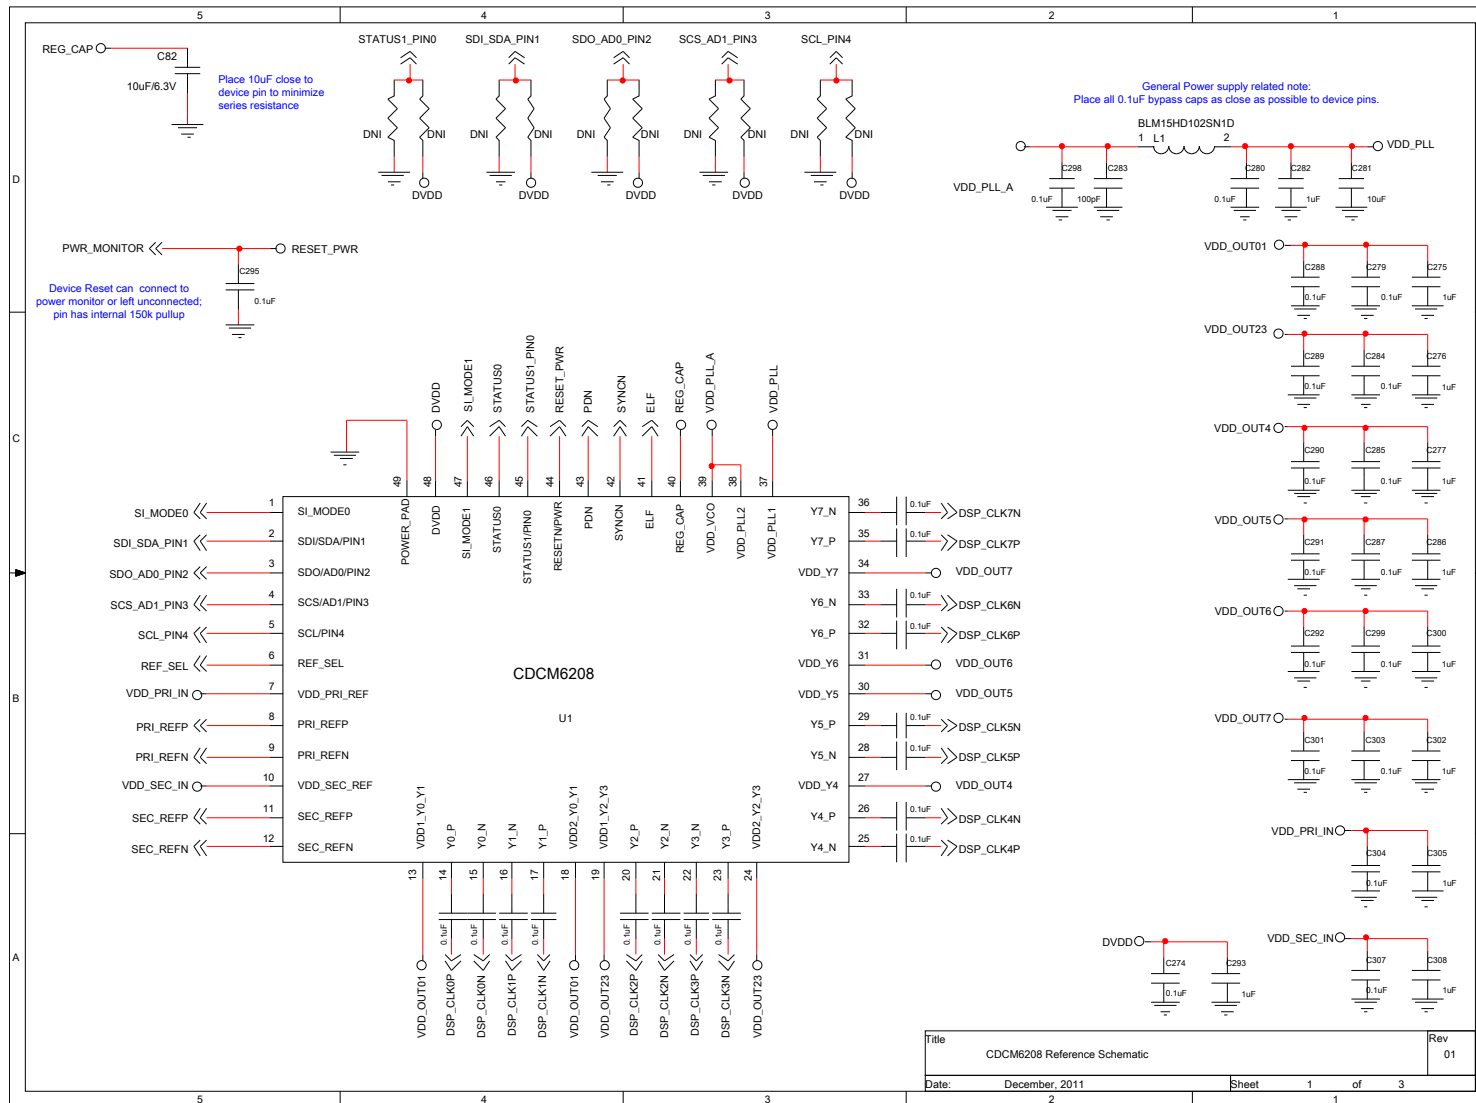 5 4 3 2 1
REG_CAP
C82
10uF/6.3V
Place 10uF close to
device pin to minimize
series resistance
STATUS1_PIN0 SDI_SDA_PIN1 SDO_AD0_PIN2 SCS_AD1_PIN3 SCL_PIN4
DNI DNI DNI DNI DNI DNI DNI DNI DNI DNI
DVDD DVDD DVDD DVDD DVDD
General Power supply related note:
Place all 0.1uF bypass caps as close as possible to device pins.
BLM15HD102SN1D
1 L1 2
VDD_PLL
VDD_PLL_A
C298 C283 C280 C282 C281
0.1uF 100pF 0.1uF 1uF 10uF
D
PWR_MONITOR RESET_PWR
C295
0.1uF
Device Reset can connect to
power monitor or left unconnected;
pin has internal 150k pullup
VDD_OUT01
C288 C279 C275
0.1uF 0.1uF 1uF
VDD_OUT23
C289 C284 C276
0.1uF 0.1uF 1uF
C
VDD_OUT4
C290 C285 C277
0.1uF 0.1uF 1uF
VDD_OUT5
C291 C287 C286
0.1uF 0.1uF 1uF
VDD_OUT6
C292 C299 C300
0.1uF 0.1uF 1uF
VDD_OUT7
C301 C303 C302
0.1uF 0.1uF 1uF
VDD_PRI_IN
C304 C305
0.1uF 1uF
VDD_SEC_IN
C307 C308
0.1uF 1uF
DVDD
C274 C293
0.1uF 1uF
DVDD SI_MODE1 STATUS0 STATUS1_PIN0 RESET_PWR PDN SYNCN ELF REG_CAP VDD_PLL_A VDD_PLL
49 48 47 46 45 44 43 42 41 40 39 38 37
POWER_PAD DVDD SI_MODE1 STATUS0 STATUS1/PIN0 RESETN/PWR PDN SYNCN ELF REG_CAP VDD_VCO VDD_PLL2 VDD_PLL1
SI_MODE0 1 SI_MODE0
SDI_SDA_PIN1 2 SDI/SDA/PIN1
SDO_AD0_PIN2 3 SDO/AD0/PIN2
SCS_AD1_PIN3 4 SCS/AD1/PIN3
SCL_PIN4 5 SCL/PIN4
REF_SEL 6 REF_SEL
VDD_PRI_IN 7 VDD_PRI_REF
PRI_REFP 8 PRI_REFP
PRI_REFN 9 PRI_REFN
VDD_SEC_IN 10 VDD_SEC_REF
SEC_REFP 11 SEC_REFP
SEC_REFN 12 SEC_REFN
CDCM6208
U1
Y7_N 36 0.1uF DSP_CLK7N
Y7_P 35 0.1uF DSP_CLK7P
VDD_Y7 34 VDD_OUT7
Y6_N 33 0.1uF DSP_CLK6N
Y6_P 32 0.1uF DSP_CLK6P
VDD_Y6 31 VDD_OUT6
VDD_Y5 30 VDD_OUT5
Y5_P 29 0.1uF DSP_CLK5N
Y5_N 28 0.1uF DSP_CLK5P
VDD_Y4 27 VDD_OUT4
Y4_P 26 0.1uF DSP_CLK4N
Y4_N 25 0.1uF DSP_CLK4P
VDD1_Y0_Y1 Y0_P Y0_N Y1_N Y1_P VDD2_Y0_Y1 VDD1_Y2_Y3 Y2_P Y2_N Y3_N Y3_P VDD2_Y2_Y3
13 14 15 16 17 18 19 20 21 22 23 24
0.1uF 0.1uF 0.1uF 0.1uF 0.1uF 0.1uF 0.1uF 0.1uF
VDD_OUT01 DSP_CLK0P DSP_CLK0N DSP_CLK1P DSP_CLK1N VDD_OUT01 VDD_OUT23 DSP_CLK2P DSP_CLK2N DSP_CLK3P DSP_CLK3N VDD_OUT23
B
A
Title
CDCM6208 Reference Schematic
Rev
01
Date: December, 2011 Sheet 1 of 3
5 4 3 2 1